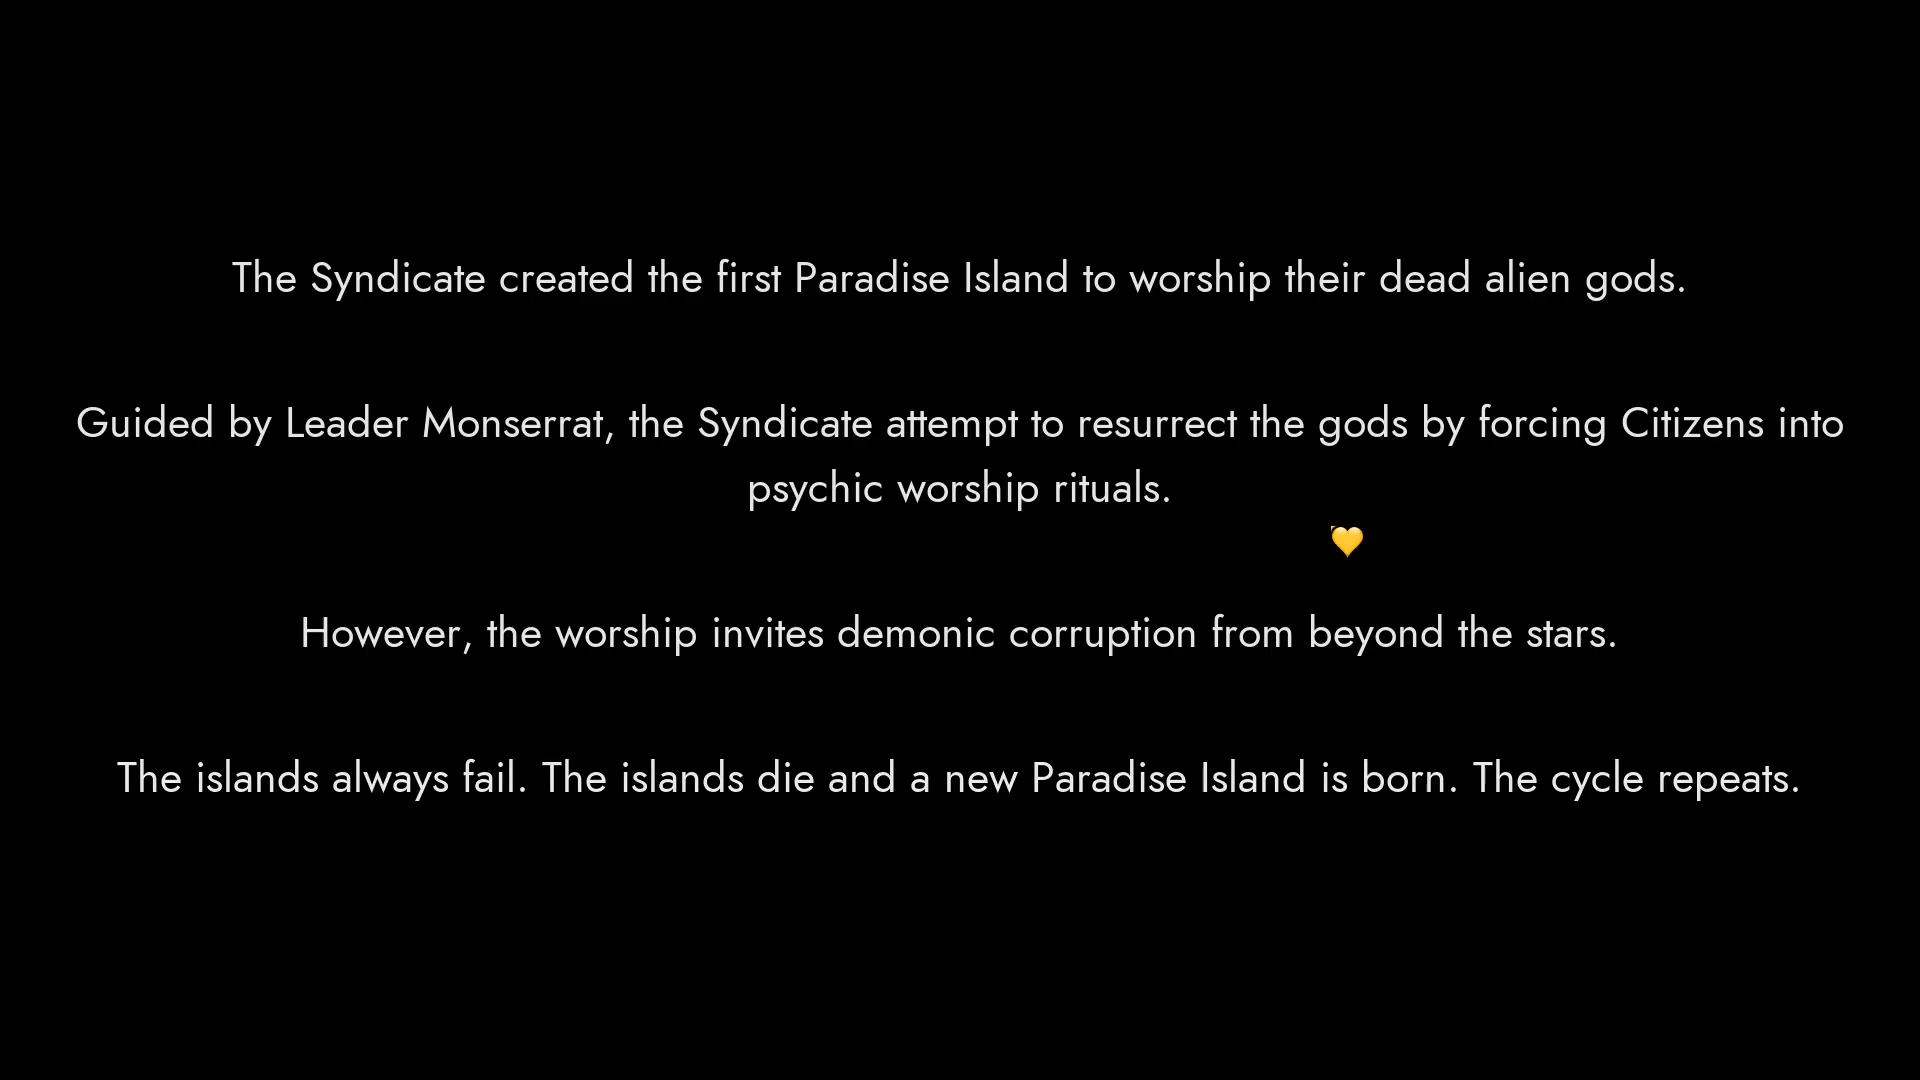 The Syndicate created the first Paradise Island to worship their dead alien gods.
Guided by Leader Monserrat, the Syndicate attempt to resurrect the gods by forcing Citizens into
psychic worship rituals.
However, the worship invites demonic corruption from beyond the stars.
The islands always fail. The islands die and a new Paradise Island is born. The cycle repeats.